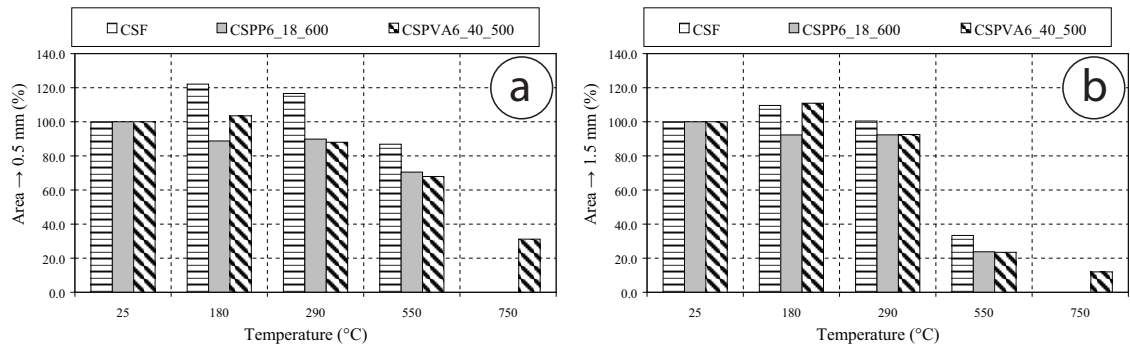 CSF CSPP6_18_600 CSPVA6_40_500
140.0
120.0
100.0
80.0
60.0
40.0
20.0
0.0
Area → 0.5 mm (%)
a
25 180 290 550 750
Temperature (°C)
CSF CSPP6_18_600 CSPVA6_40_500
140.0
120.0
100.0
80.0
60.0
40.0
20.0
0.0
Area → 1.5 mm (%)
b
25 180 290 550 750
Temperature (°C)